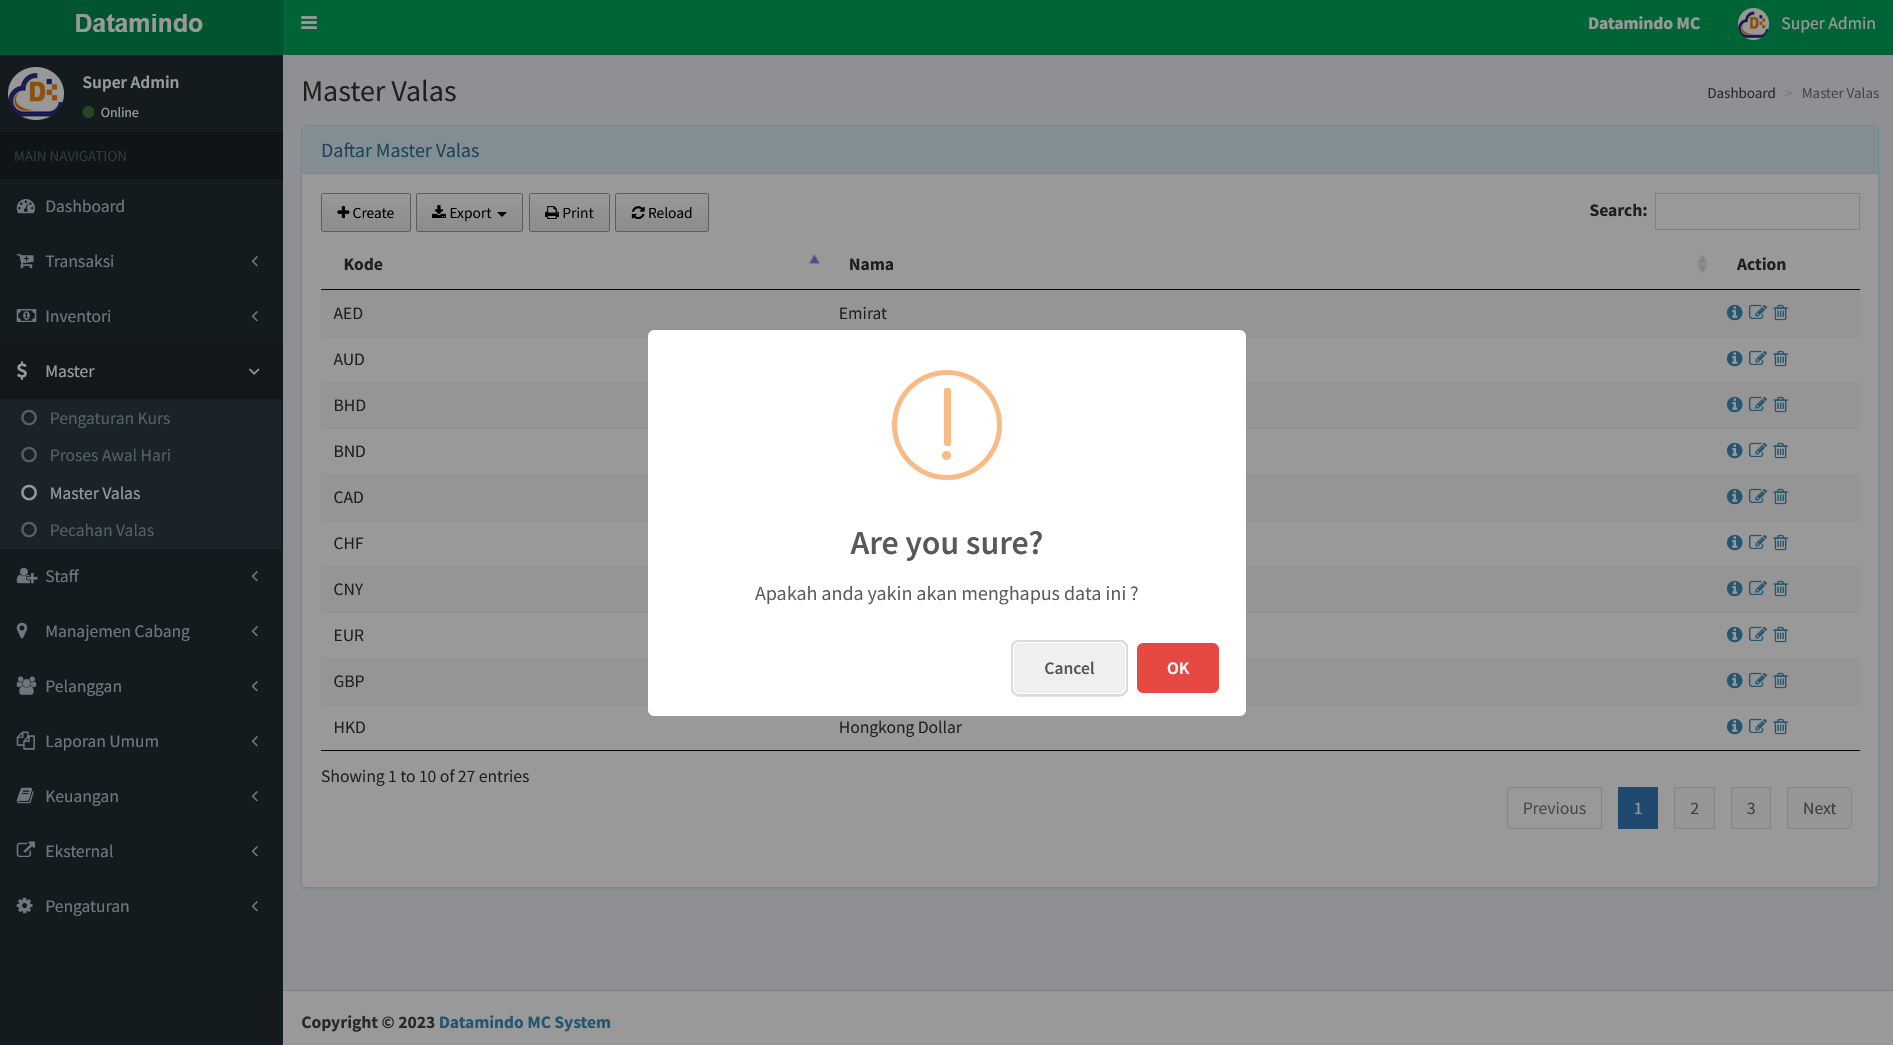 Datamindo
Datamindo MC
Super Admin
Super Admin
Online
MAIN NAVIGATION
Dashboard
Transaksi
Inventori
Master
Pengaturan Kurs
Proses Awal Hari
Master Valas
Pecahan Valas
Staff
Manajemen Cabang
Pelanggan
Laporan Umum
Keuangan
Eksternal
Pengaturan
Master Valas
Dashboard > Master Valas
Daftar Master Valas
Create Export Print Reload
Search:
Kode Nama Action
AED Emirat
AUD
BHD
BND
CAD
CHF
CNY
EUR
GBP
HKD Hongkong Dollar
Showing 1 to 10 of 27 entries
Previous 1 2 3 Next
Are you sure?
Apakah anda yakin akan menghapus data ini ?
Cancel OK
Copyright © 2023 Datamindo MC System